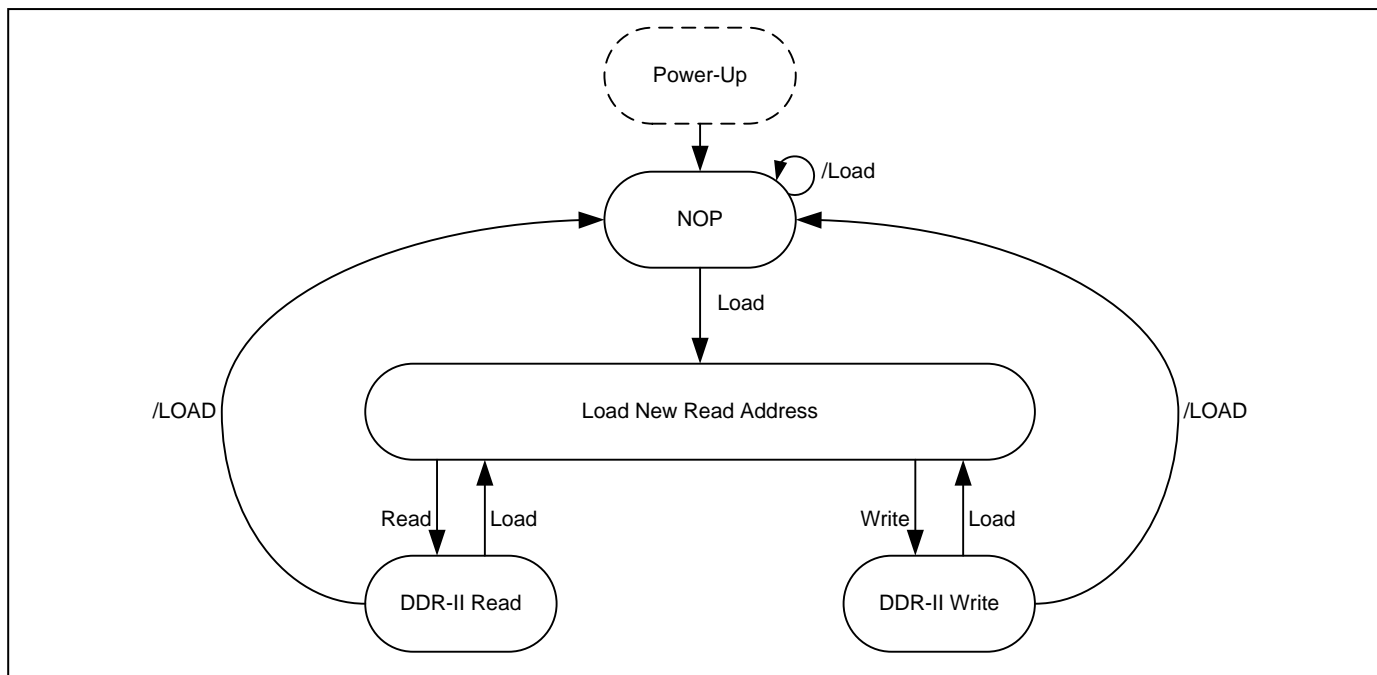 Power-Up
/Load
NOP
Load
Load New Read Address
/LOAD
/LOAD
Read
Load
Write
Load
DDR-II Read
DDR-II Write